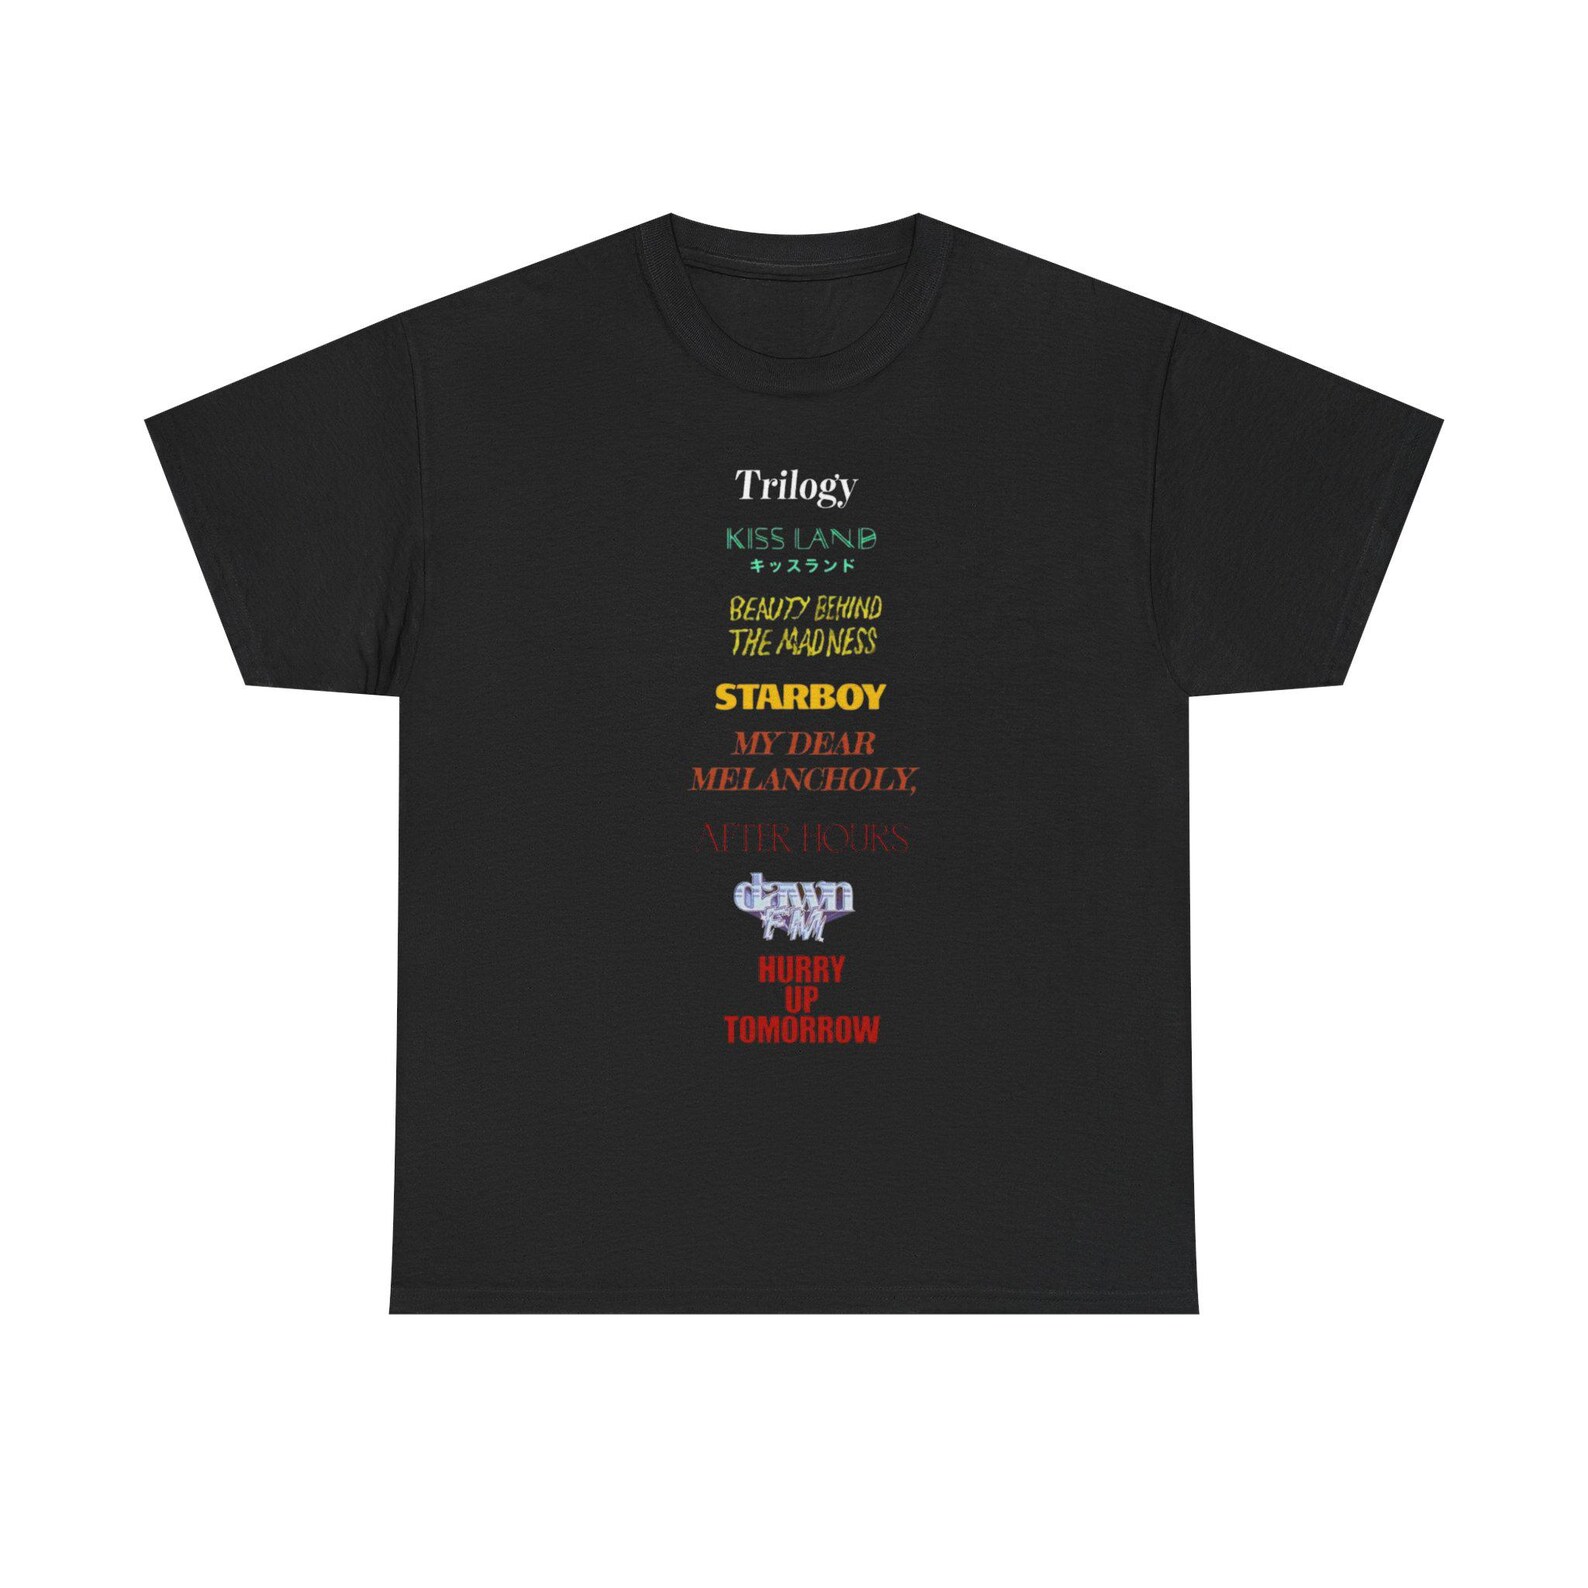 Trilogy
KISS LAND
キッスランド
BEAUTY BEHIND
THE MADNESS
STARBOY
MY DEAR
MELANCHOLY,
AFTER HOURS
dawn
FM
HURRY
UP
TOMORROW